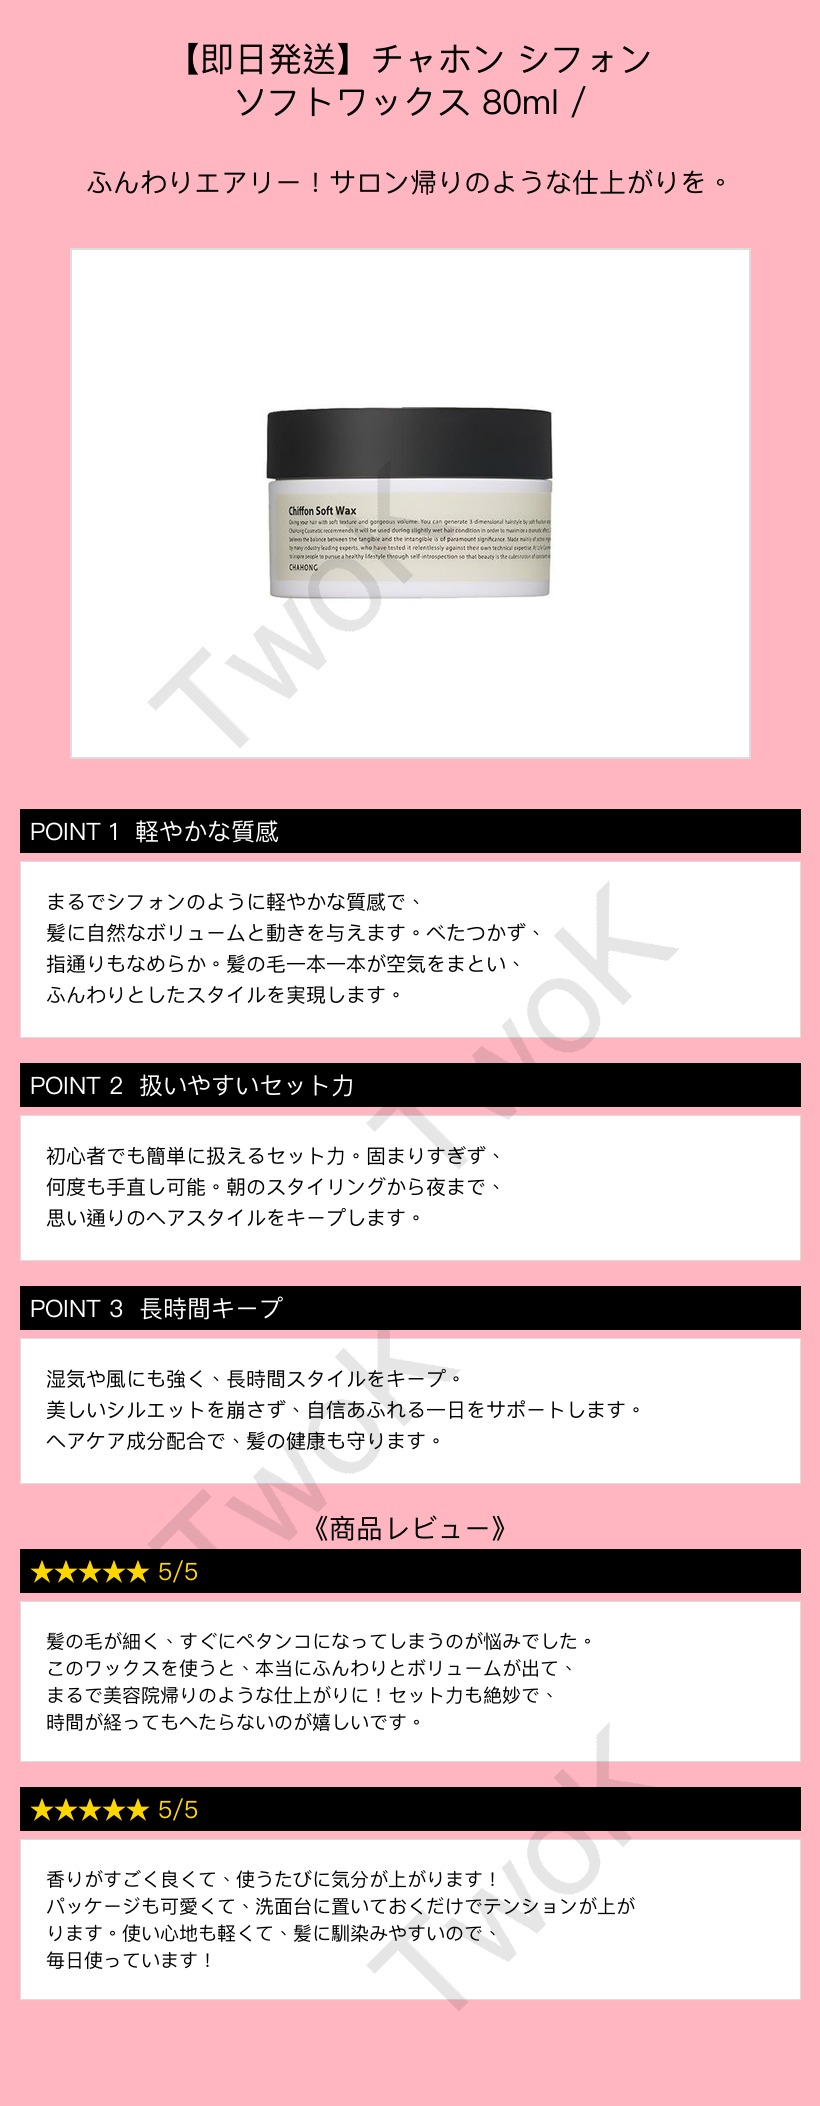 【即日発送】チャホン シフォン
ソフトワックス 80ml /
ふんわりエアリー！サロン帰りのような仕上がりを。
Chiffon Soft Wax
Giving your hair with soft texture and gorgeous volume. You can generate 3-dimensional hairstyle by soft
Chahong Cosmetic recommends it will be used during slightly wet hair condition in order to maximize a dramatic
believes the balance between the tangible and the intangible is of paramount significance. Made mainly of active
by many industry leading experts, who have tested it relentlessly against their own technical expertise. At
to inspire people to pursue a healthy lifestyle through self-introspection so that beauty is the culmination of
CHAHONG
TwoK
POINT 1 軽やかな質感
まるでシフォンのように軽やかな質感で、
髪に自然なボリュームと動きを与えます。べたつかず、
指通りもなめらか。髪の毛一本一本が空気をまとい、
ふんわりとしたスタイルを実現します。
TwoK
POINT 2 扱いやすいセット力
初心者でも簡単に扱えるセット力。固まりすぎず、
何度も手直し可能。朝のスタイリングから夜まで、
思い通りのヘアスタイルをキープします。
POINT 3 長時間キープ
湿気や風にも強く、長時間スタイルをキープ。
美しいシルエットを崩さず、自信あふれる一日をサポートします。
ヘアケア成分配合で、髪の健康も守ります。
TwoK
《商品レビュー》
★★★★★ 5/5
髪の毛が細く、すぐにペタンコになってしまうのが悩みでした。
このワックスを使うと、本当にふんわりとボリュームが出て、
まるで美容院帰りのような仕上がりに！セット力も絶妙で、
時間が経ってもへたらないのが嬉しいです。
★★★★★ 5/5
香りがすごく良くて、使うたびに気分が上がります！
パッケージも可愛くて、洗面台に置いておくだけでテンションが上が
ります。使い心地も軽くて、髪に馴染みやすいので、
毎日使っています！
TwoK